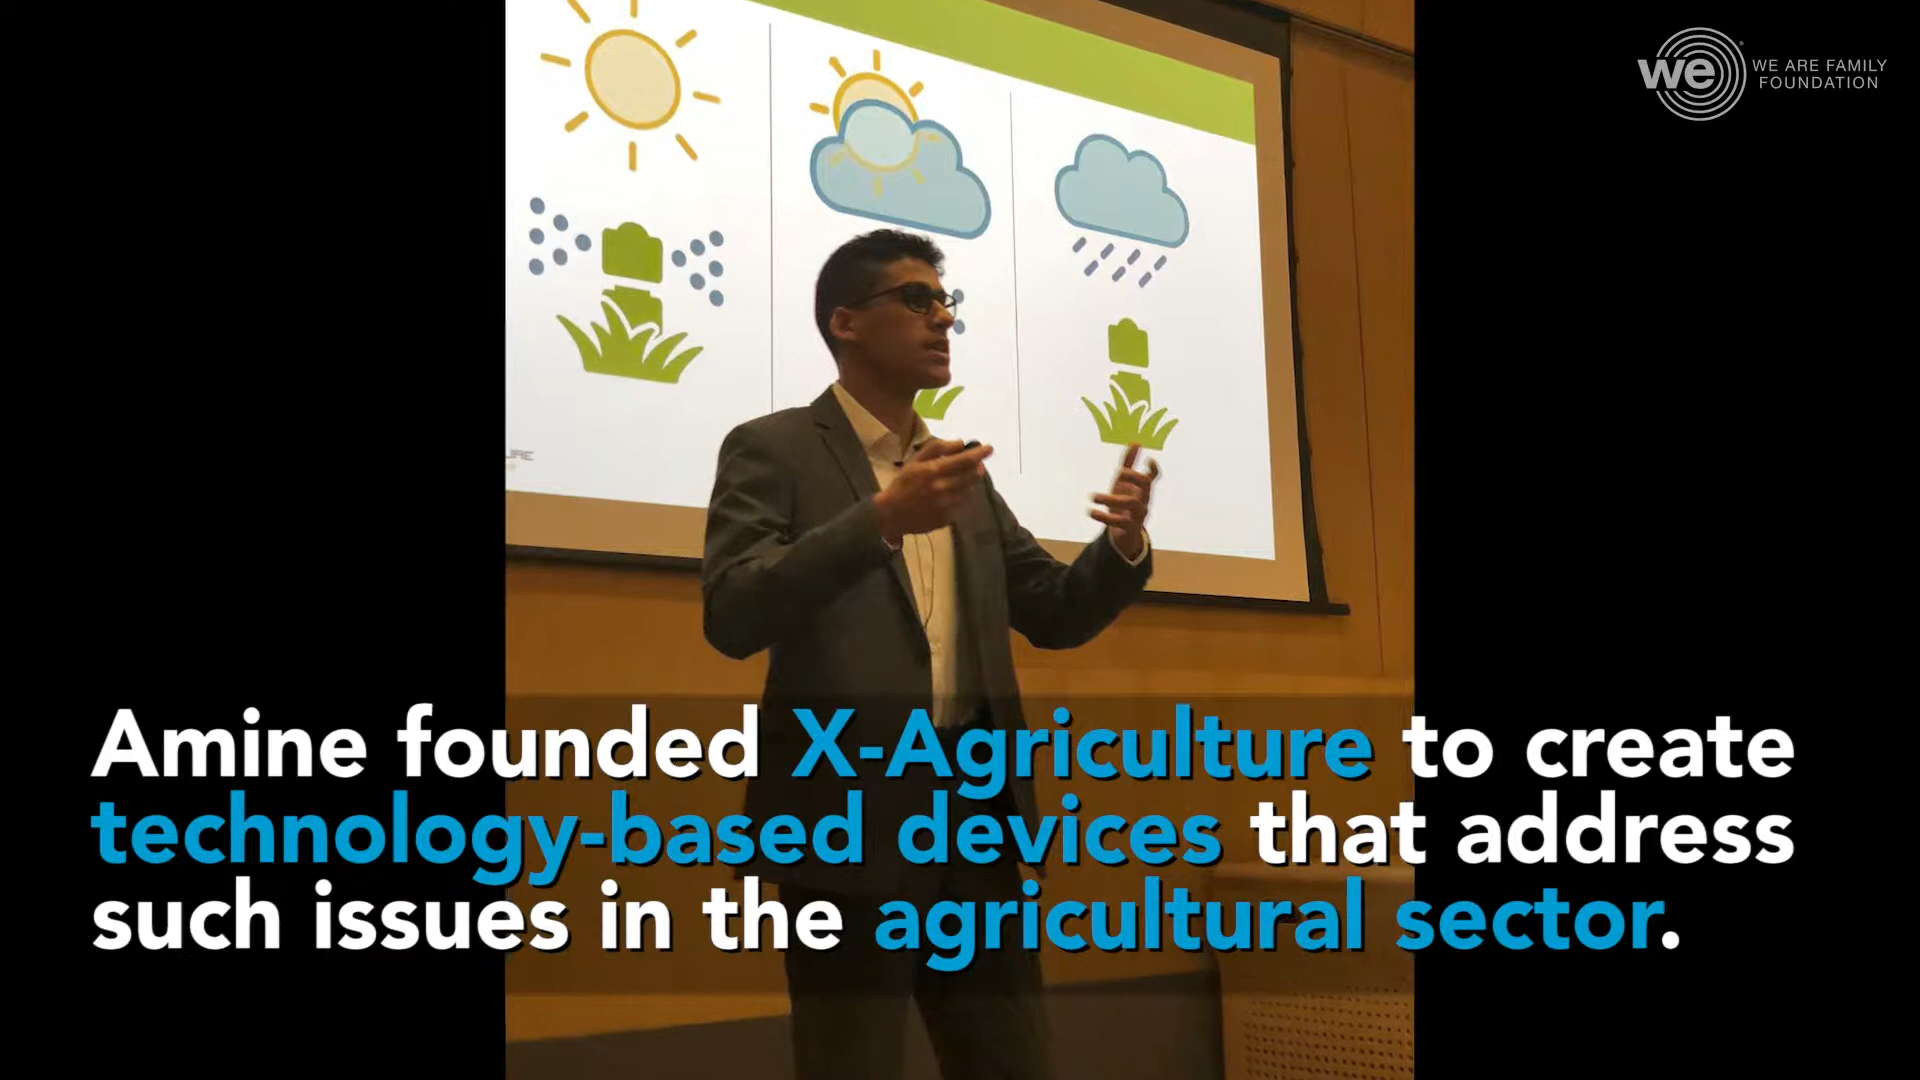 we
WE ARE FAMILY
FOUNDATION
Amine founded X-Agriculture to create
technology-based devices that address
such issues in the agricultural sector.